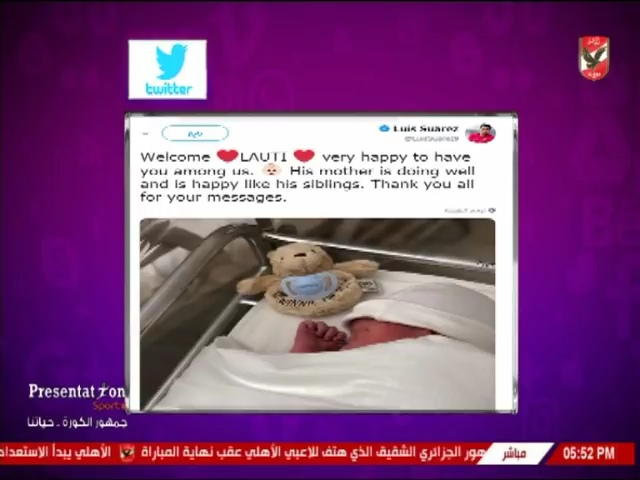 twitter
Luis Suarez
@LuisSuarez9
Welcome ❤LAUTI ❤ very happy to have
you among us. 👶 His mother is doing well
and is happy like his siblings. Thank you all
for your messages.
Presentation
Sports
جمهور الكورة .. حياتنا
05:52 PM
مباشر
هور الجزائري الشقيق الذي هتف للاعبي الأهلي عقب نهاية المباراة
الأهلي يبدأ الاستعداد